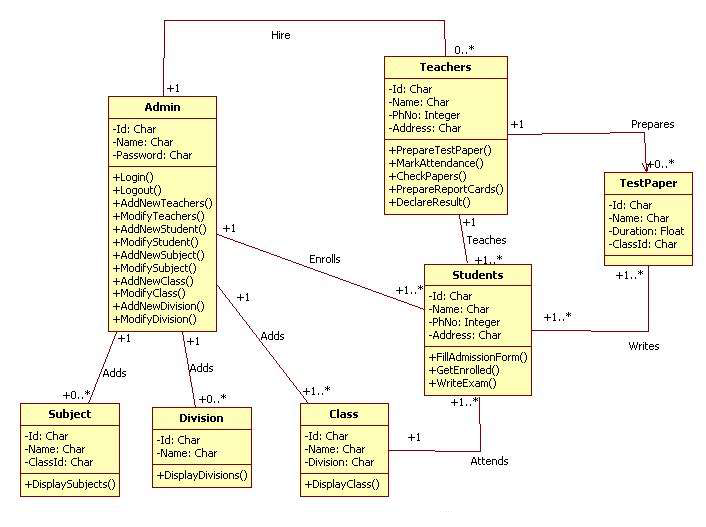 Hire
0..*
+1
Teachers
-Id: Char
-Name: Char
-PhNo: Integer
-Address: Char
+PrepareTestPaper()
+MarkAttendance()
+CheckPapers()
+PrepareReportCards()
+DeclareResult()
Admin
-Id: Char
-Name: Char
-Password: Char
+Login()
+Logout()
+AddNewTeachers()
+ModifyTeachers()
+AddNewStudent()
+ModifyStudent()
+AddNewSubject()
+ModifySubject()
+AddNewClass()
+ModifyClass()
+AddNewDivision()
+ModifyDivision()
+1
Prepares
+0..*
TestPaper
-Id: Char
-Name: Char
-Duration: Float
-ClassId: Char
+1
Teaches
+1..*
+1
Enrolls
+1..*
Students
-Id: Char
-Name: Char
-PhNo: Integer
-Address: Char
+FillAdmissionForm()
+GetEnrolled()
+WriteExam()
+1..*
+1..*
Writes
+1
Adds
+0..*
+1
Adds
+0..*
+1
Adds
+1..*
+1..*
+1
Attends
Subject
-Id: Char
-Name: Char
-ClassId: Char
+DisplaySubjects()
Division
-Id: Char
-Name: Char
+DisplayDivisions()
Class
-Id: Char
-Name: Char
-Division: Char
+DisplayClass()